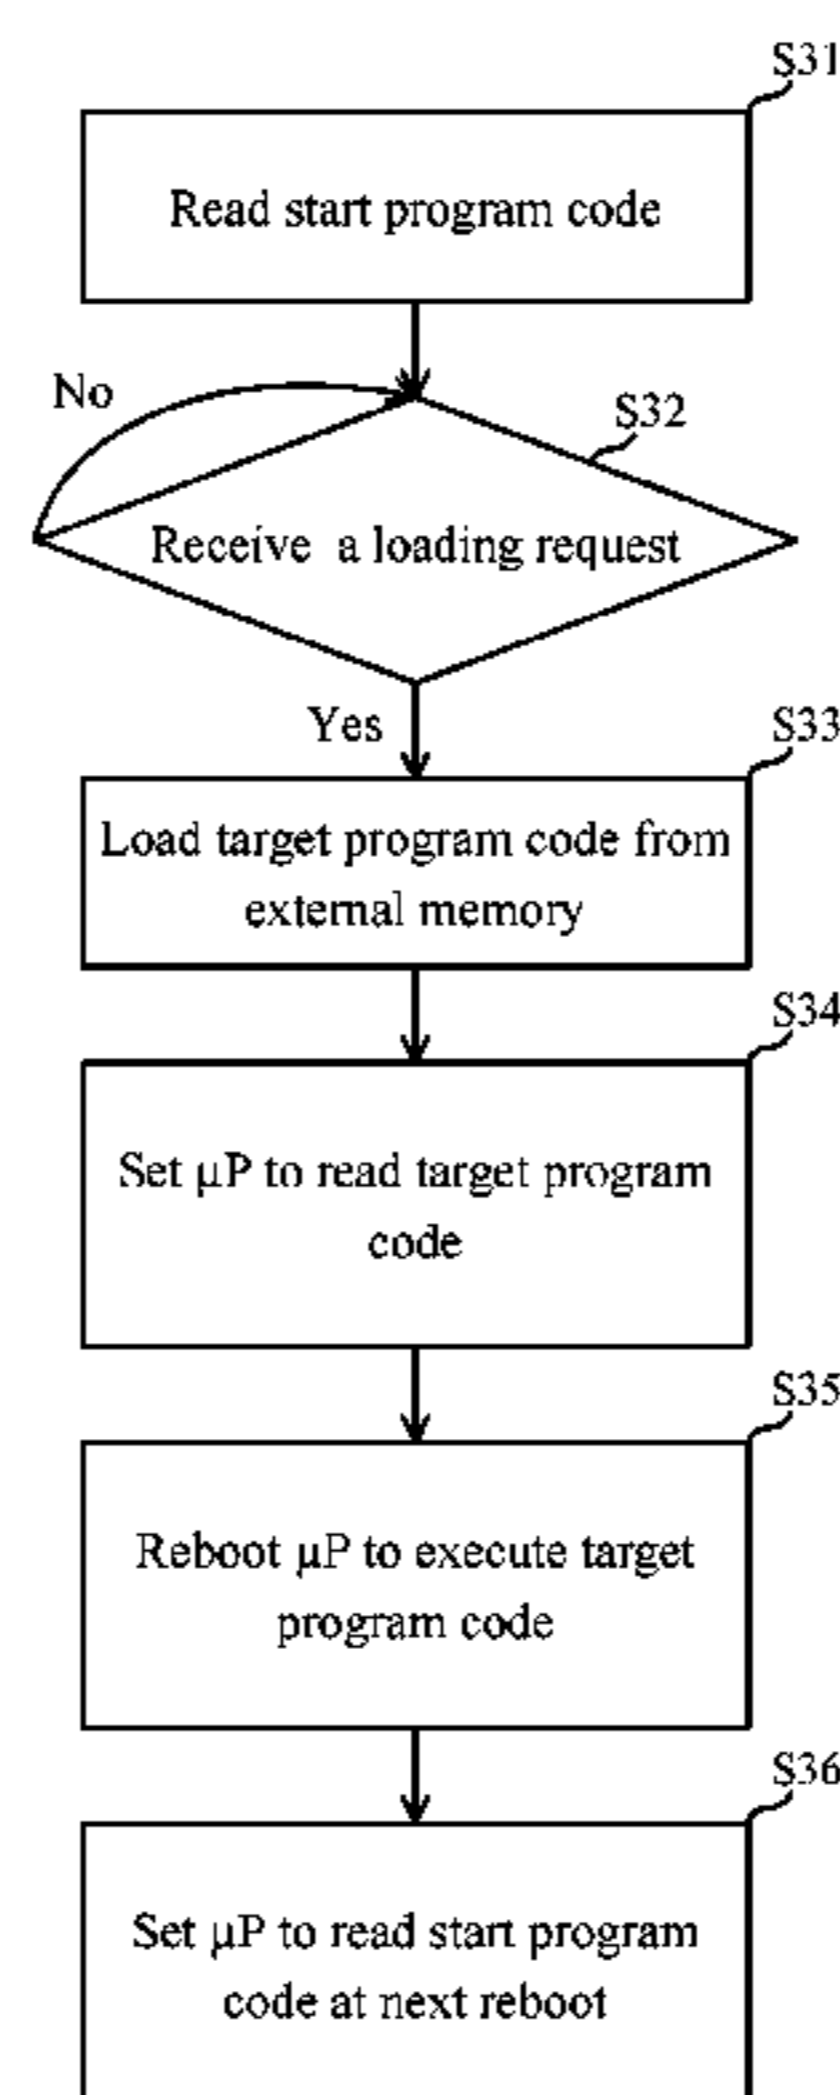 S31
Read start program code
No
S32
Receive a loading request
Yes
S33
Load target program code from
external memory
S34
Set µP to read target program
code
S35
Reboot µP to execute target
program code
S36
Set µP to read start program
code at next reboot